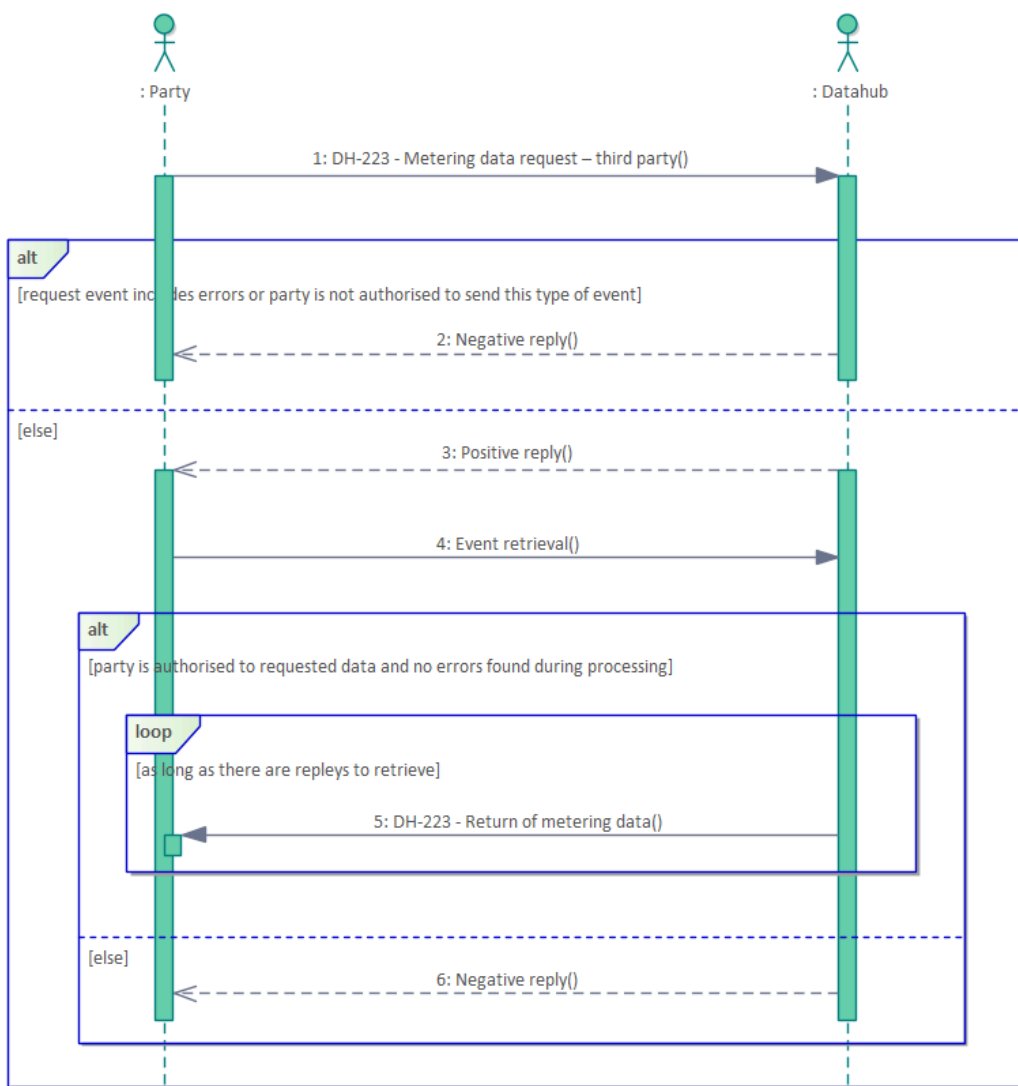 : Party
: Datahub
1: DH-223 - Metering data request – third party()
alt
[request event includes errors or party is not authorised to send this type of event]
2: Negative reply()
[else]
3: Positive reply()
4: Event retrieval()
alt
[party is authorised to requested data and no errors found during processing]
loop
[as long as there are repleys to retrieve]
5: DH-223 - Return of metering data()
[else]
6: Negative reply()